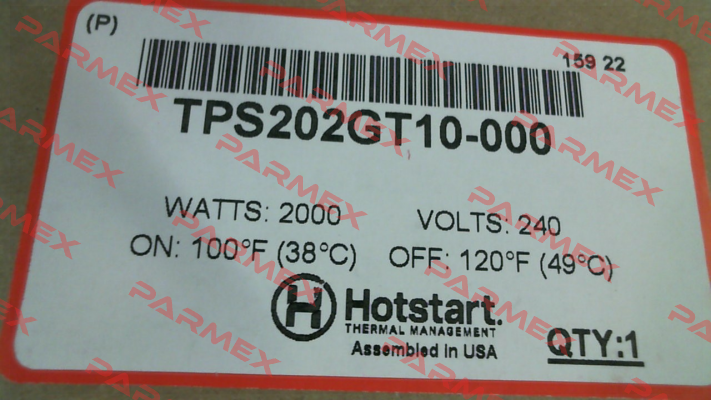 (P)
159 22
TPS202GT10-000
WATTS: 2000 VOLTS: 240
ON: 100°F (38°C) OFF: 120°F (49°C)
H Hotstart.
THERMAL MANAGEMENT
Assembled in USA
QTY:1
PARMEX